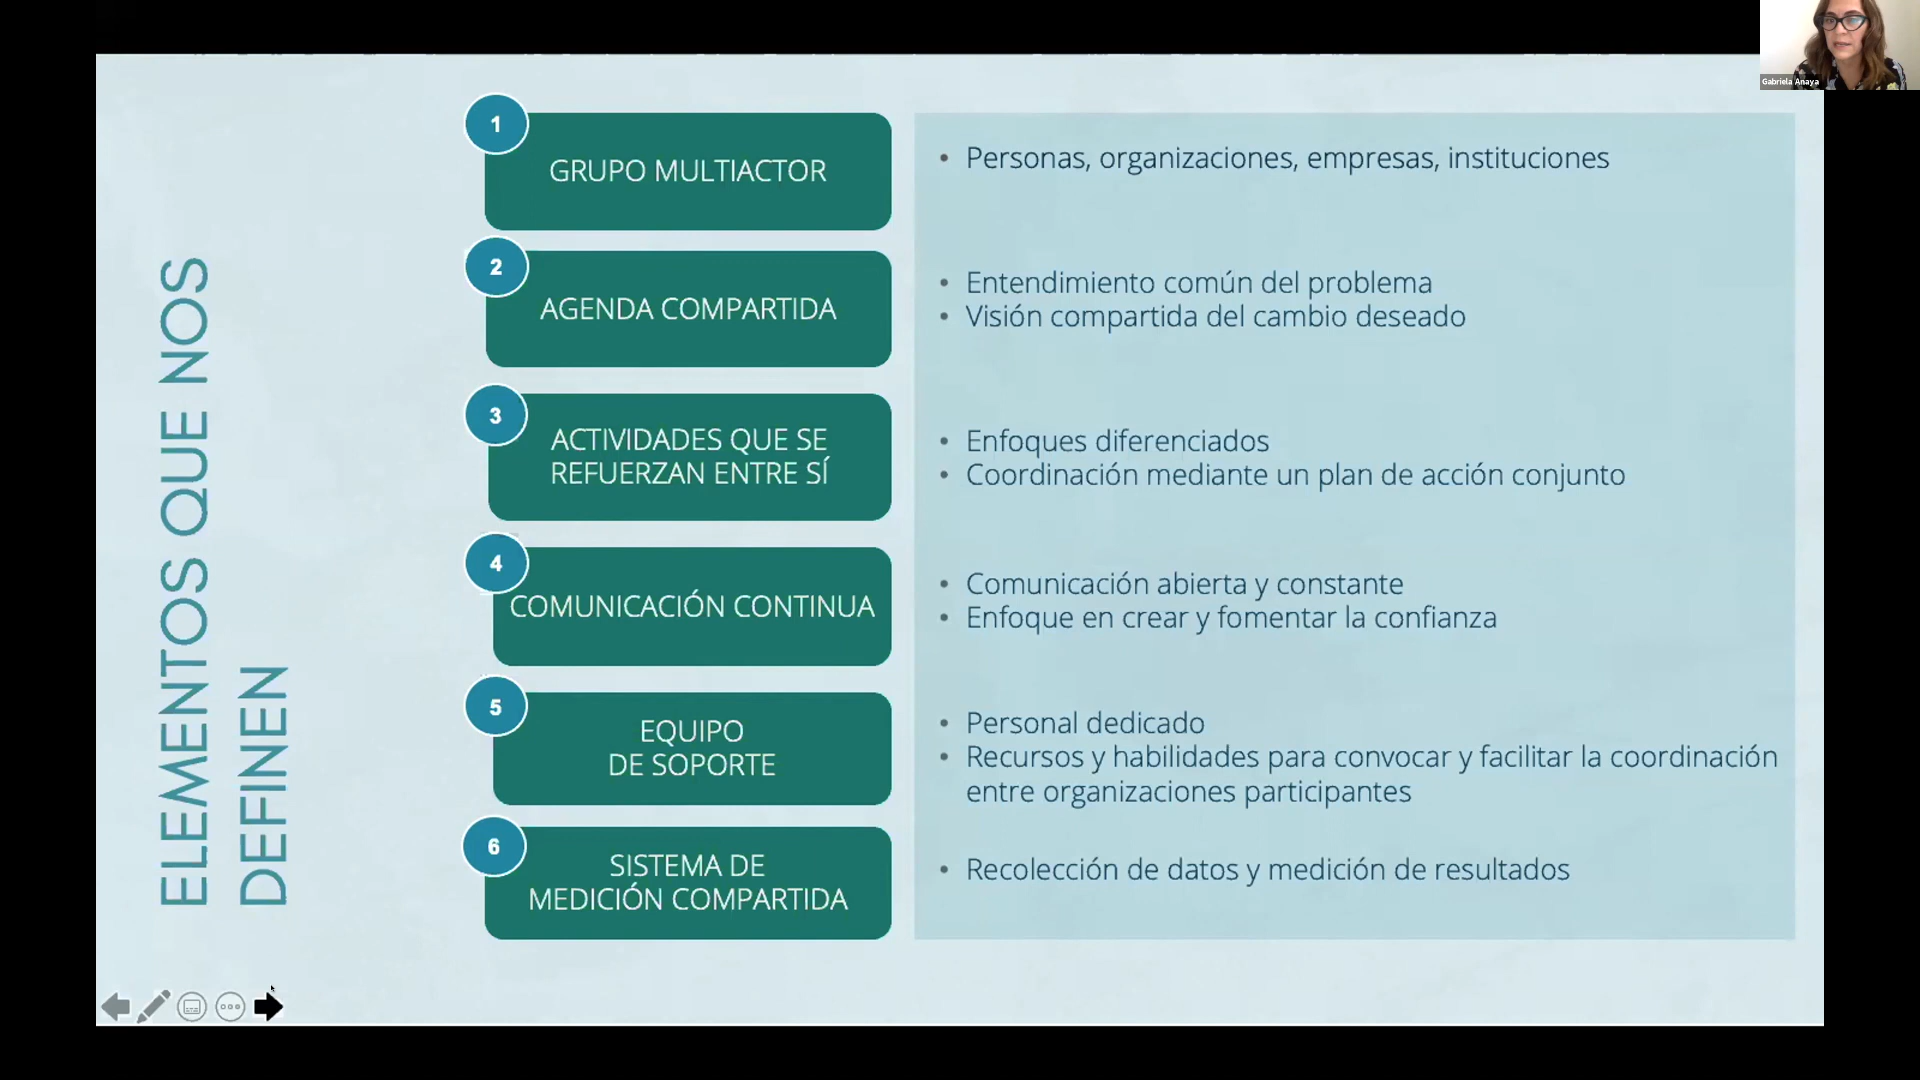 Gabriela Anaya
ELEMENTOS QUE NOS
DEFINEN
1
GRUPO MULTIACTOR
• Personas, organizaciones, empresas, instituciones
2
AGENDA COMPARTIDA
• Entendimiento común del problema
• Visión compartida del cambio deseado
3
ACTIVIDADES QUE SE
REFUERZAN ENTRE SÍ
• Enfoques diferenciados
• Coordinación mediante un plan de acción conjunto
4
COMUNICACIÓN CONTINUA
• Comunicación abierta y constante
• Enfoque en crear y fomentar la confianza
5
EQUIPO
DE SOPORTE
• Personal dedicado
• Recursos y habilidades para convocar y facilitar la coordinación
entre organizaciones participantes
6
SISTEMA DE
MEDICIÓN COMPARTIDA
• Recolección de datos y medición de resultados